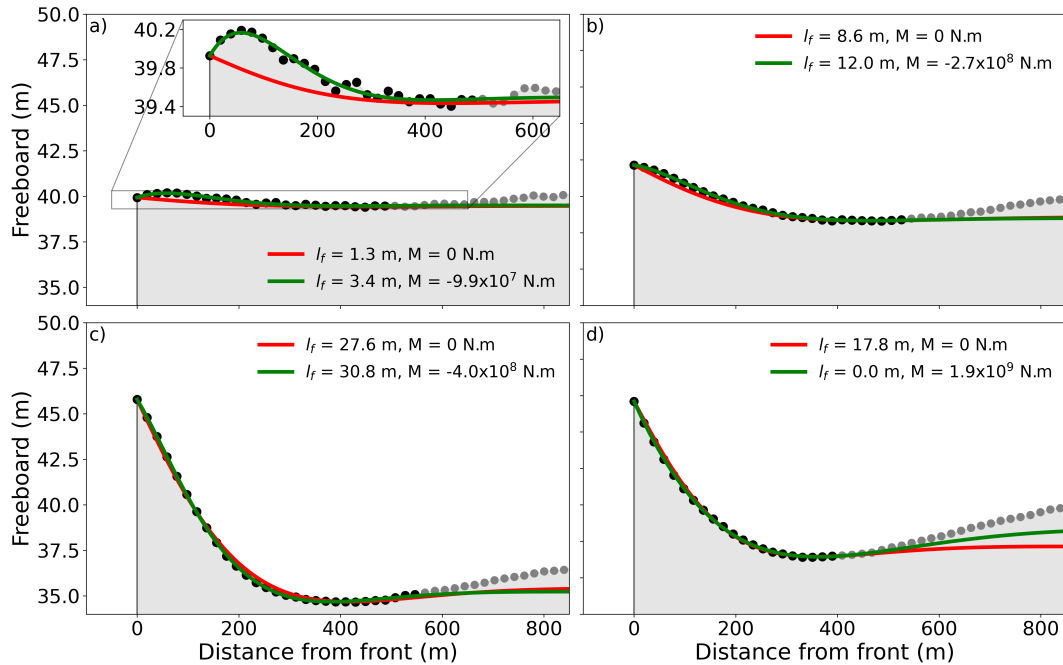 a)
40.2
39.8
39.4
0 200 400 600
50.0
47.5
45.0
42.5
40.0
37.5
35.0
Freeboard (m)
l_f = 1.3 m, M = 0 N.m
l_f = 3.4 m, M = -9.9x10^7 N.m
b)
l_f = 8.6 m, M = 0 N.m
l_f = 12.0 m, M = -2.7x10^8 N.m
c)
50.0
47.5
45.0
42.5
40.0
37.5
35.0
Freeboard (m)
l_f = 27.6 m, M = 0 N.m
l_f = 30.8 m, M = -4.0x10^8 N.m
0 200 400 600 800
Distance from front (m)
d)
l_f = 17.8 m, M = 0 N.m
l_f = 0.0 m, M = 1.9x10^9 N.m
0 200 400 600 800
Distance from front (m)